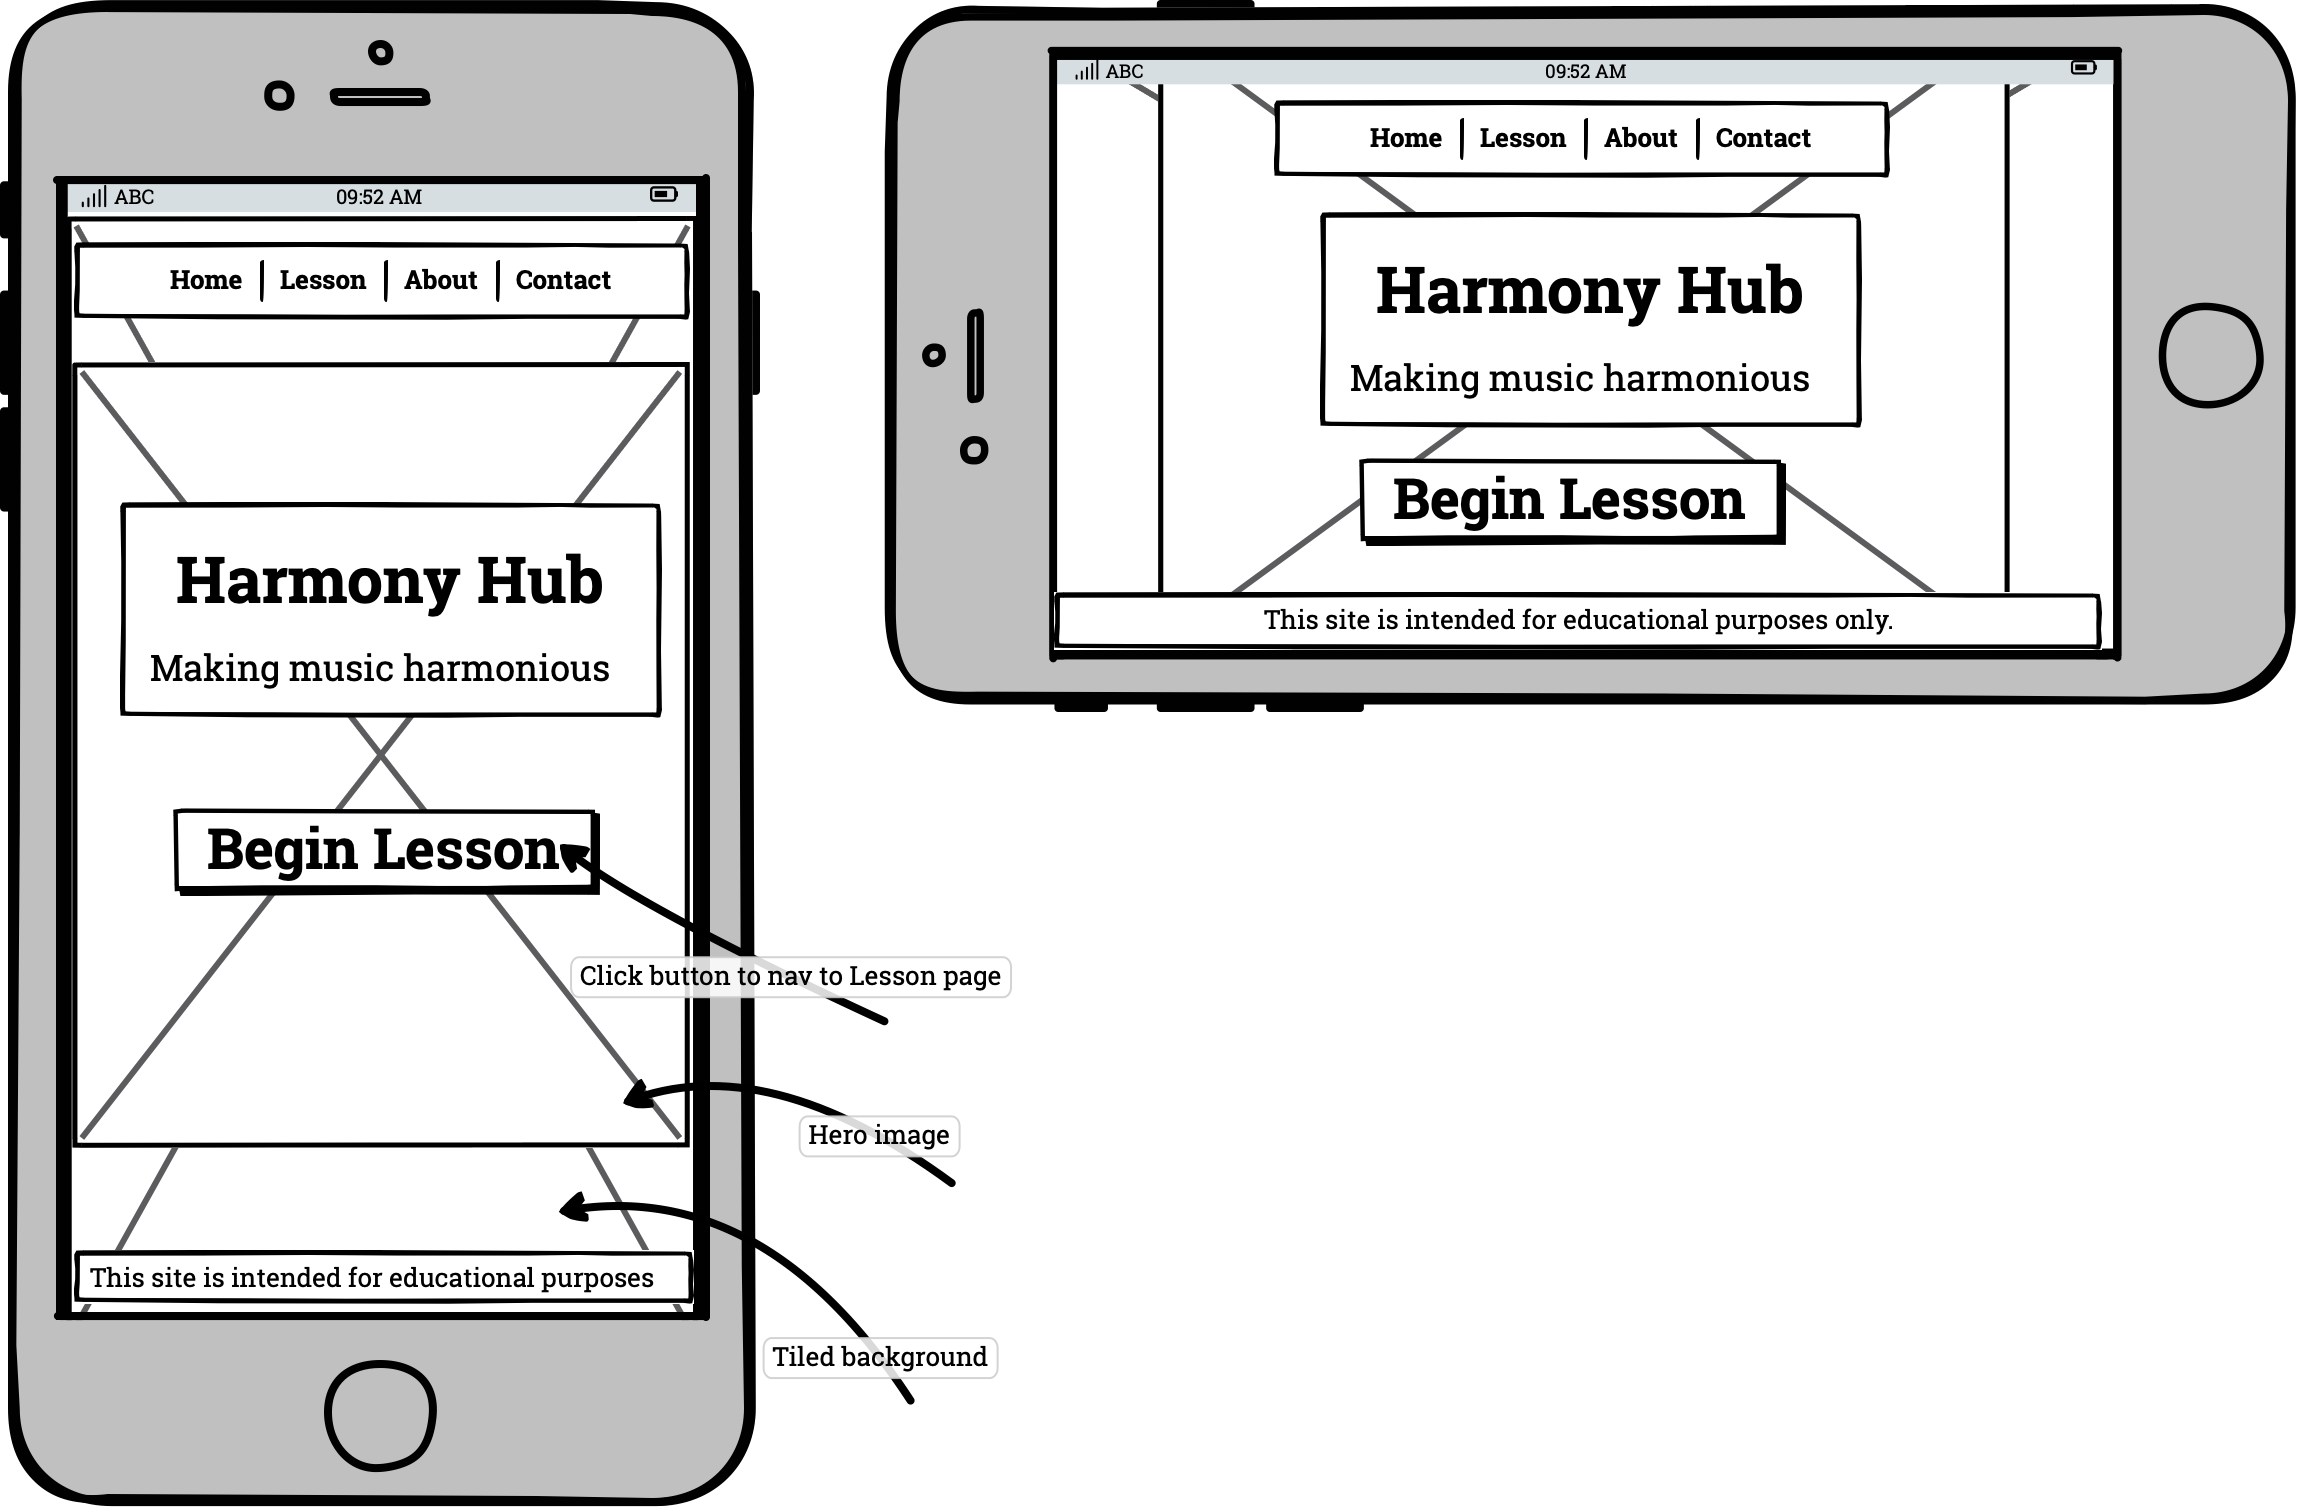 ABC 09:52 AM
Home Lesson About Contact
Harmony Hub
Making music harmonious
Begin Lesson
Click button to nav to Lesson page
Hero image
Tiled background
This site is intended for educational purposes
ABC 09:52 AM
Home Lesson About Contact
Harmony Hub
Making music harmonious
Begin Lesson
This site is intended for educational purposes only.